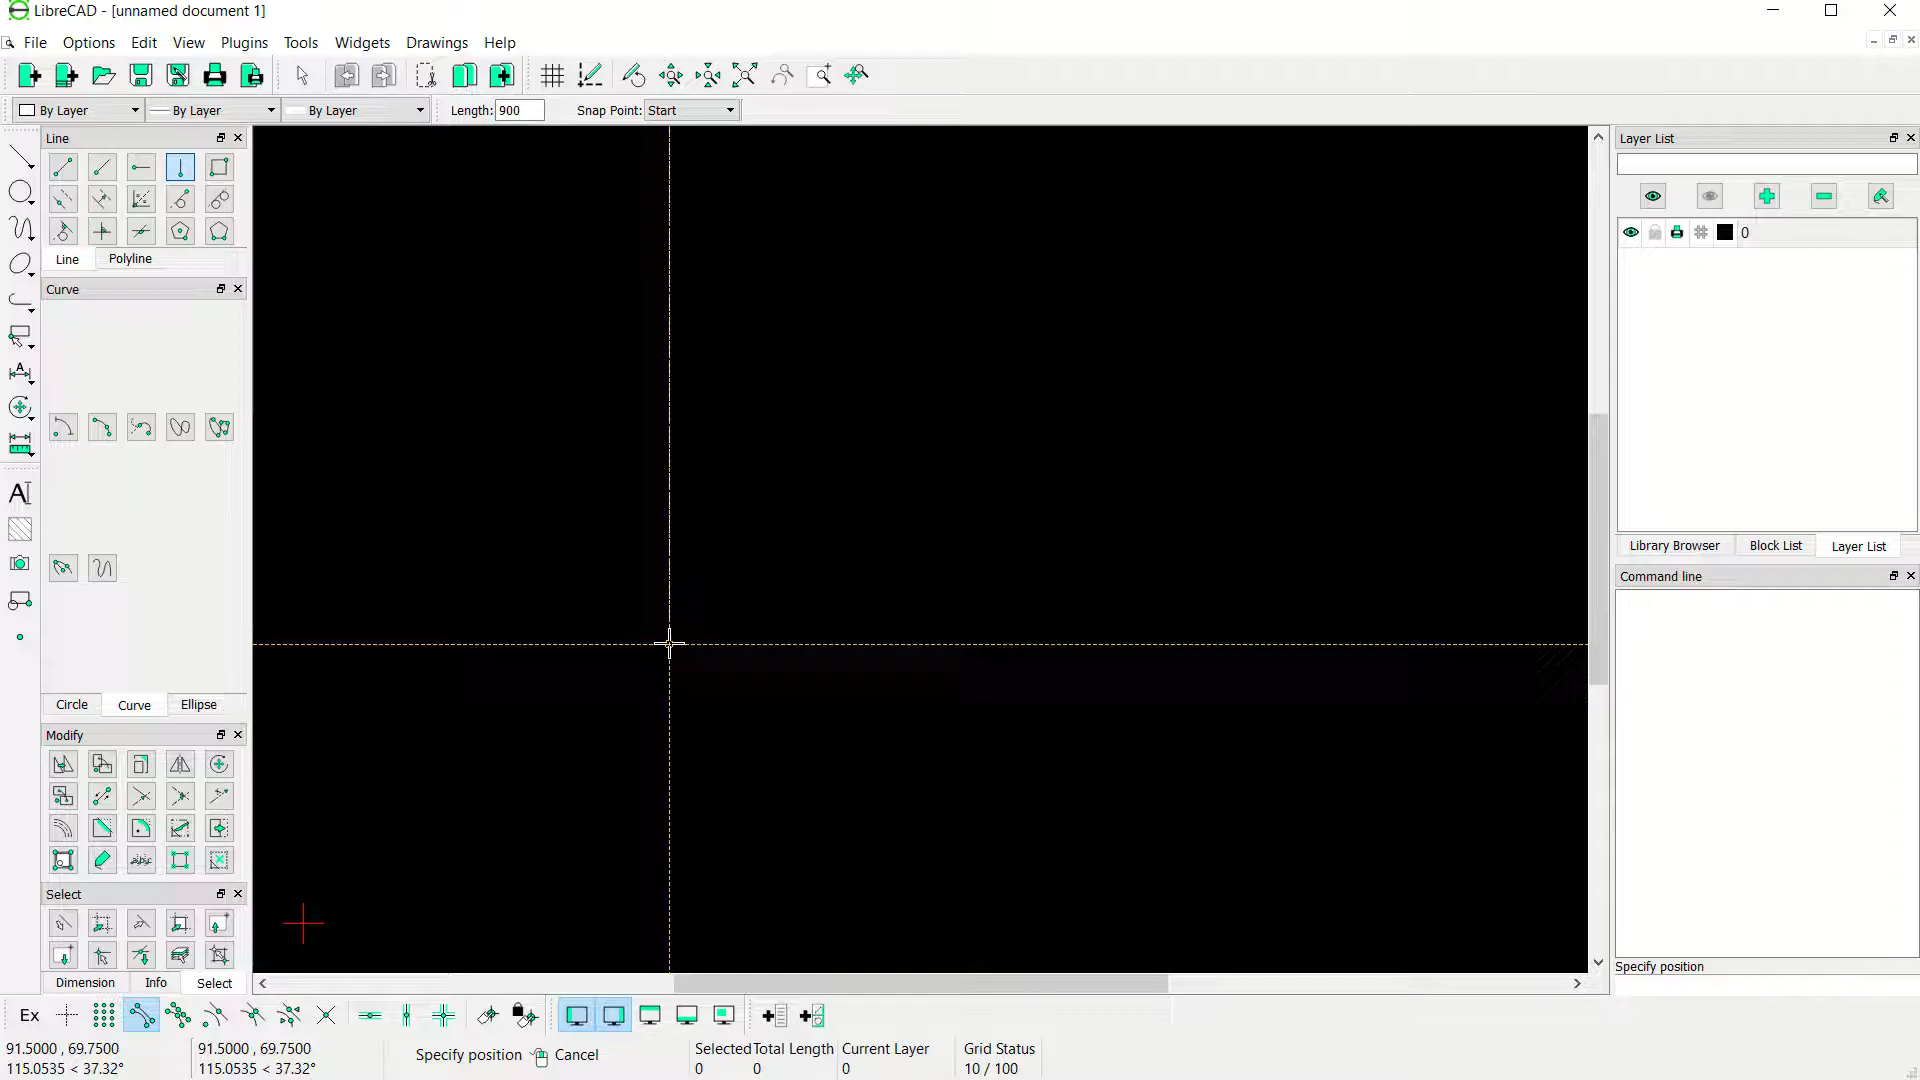 LibreCAD - [unnamed document 1]
File Options Edit View Plugins Tools Widgets Drawings Help
By Layer By Layer By Layer Length: 900 Snap Point: Start
Line
Line Polyline
Curve
Circle Curve Ellipse
Modify
Select
Dimension Info Select
Layer List
0
Library Browser Block List Layer List
Command line
Specify position
A
abc
Ex
91.5000 , 69.7500
115.0535 < 37.32°
91.5000 , 69.7500
115.0535 < 37.32°
Specify position Cancel
Selected Total Length Current Layer Grid Status
0 0 0 10 / 100